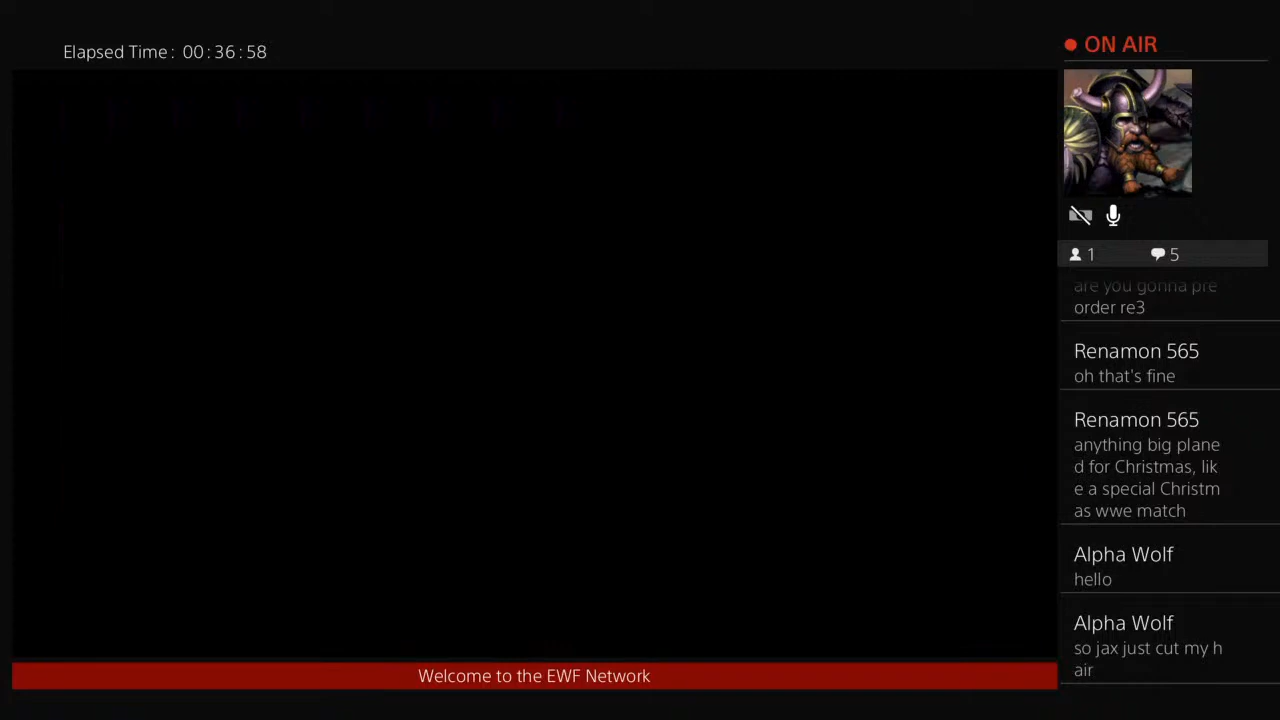 Elapsed Time: 00:36:58
ON AIR
1 5
are you gonna pre
order re3
Renamon 565
oh that's fine
Renamon 565
anything big plane
d for Christmas, lik
e a special Christm
as wwe match
Alpha Wolf
hello
Alpha Wolf
so jax just cut my h
air
Welcome to the EWF Network